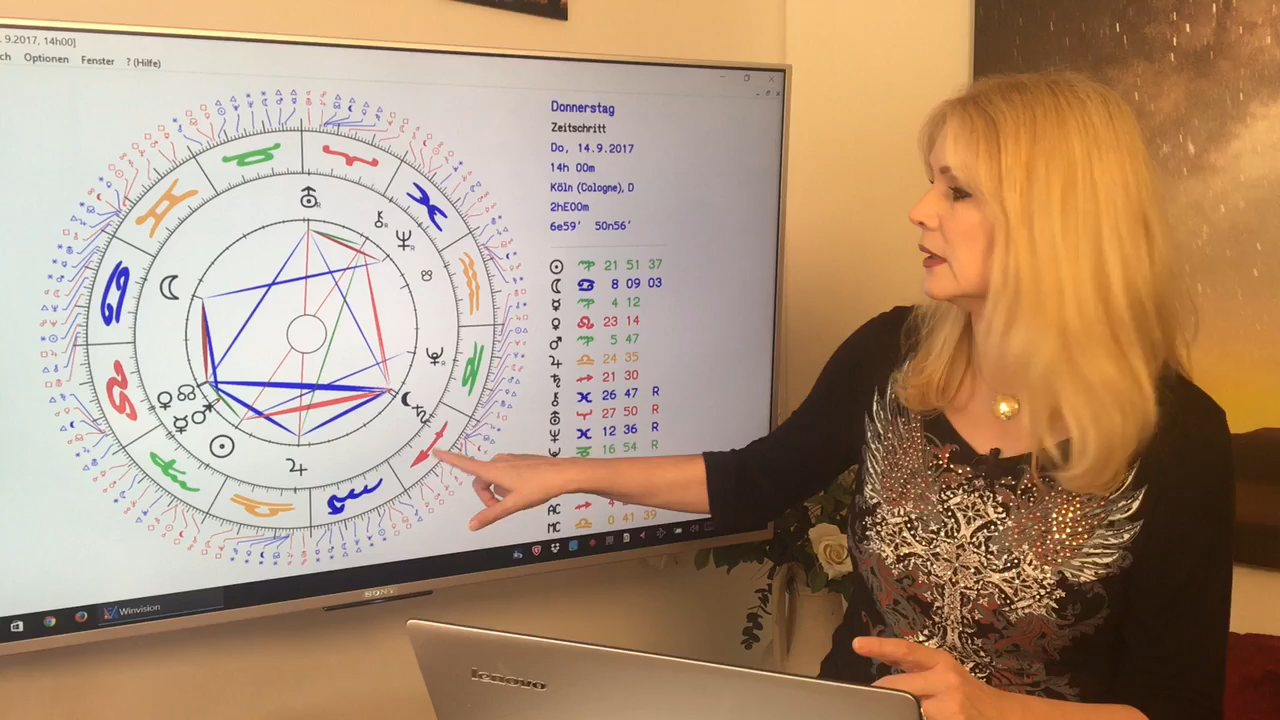 . 9.2017, 14h00]
ch Optionen Fenster ? (Hilfe)
Donnerstag
Zeitschritt
Do, 14.9.2017
14h 00m
Köln (Cologne), D
2hE00m
6e59' 50n56'
☉ ♍ 21 51 37
☾ ♋ 8 09 03
☿ ♍ 4 12
♀ ♌ 23 14
♂ ♍ 5 47
♃ ♎ 24 35
♄ ♐ 21 30
⚷ ♓ 26 47 R
♅ ♈ 27 50 R
♆ ♓ 12 36 R
♇ ♑ 16 54 R
AC ♐ 4
MC ♎ 0 41 39
Winvision
SONY
lenovo